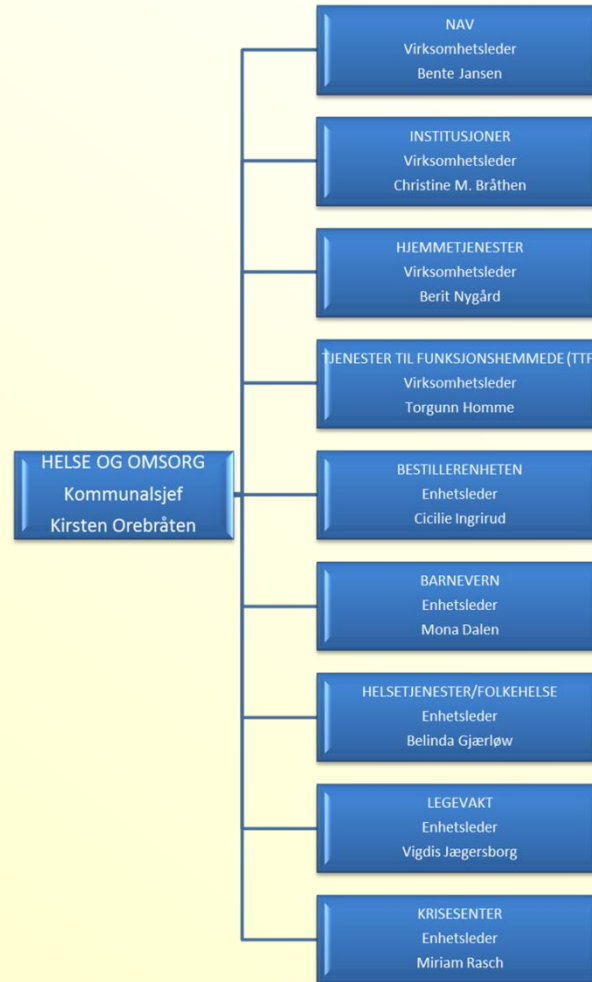 HELSE OG OMSORG
Kommunalsjef
Kirsten Orebråten
NAV
Virksomhetsleder
Bente Jansen
INSTITUSJONER
Virksomhetsleder
Christine M. Bråthen
HJEMMETJENESTER
Virksomhetsleder
Berit Nygård
TJENESTER TIL FUNKSJONSHEMMEDE (TTF
Virksomhetsleder
Torgunn Homme
BESTILLERENHETEN
Enhetsleder
Cicilie Ingrirud
BARNEVERN
Enhetsleder
Mona Dalen
HELSETJENESTER/FOLKEHELSE
Enhetsleder
Belinda Gjærløw
LEGEVAKT
Enhetsleder
Vigdis Jægersborg
KRISESENTER
Enhetsleder
Miriam Rasch